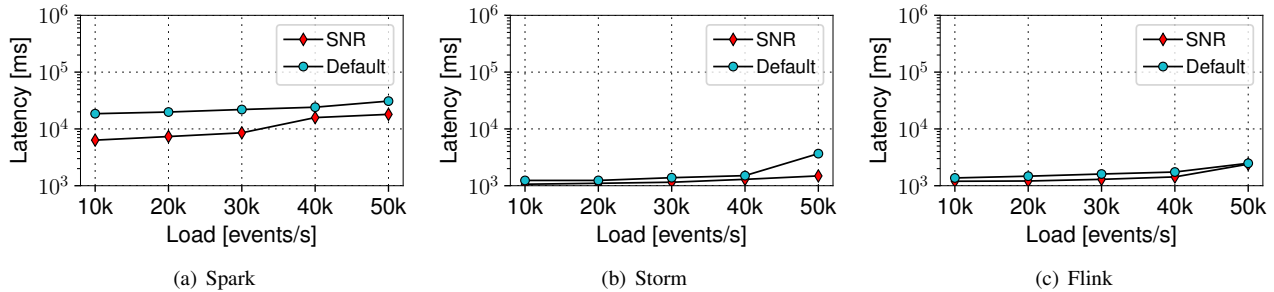 10^6
10^5
10^4
10^3
Latency [ms]
SNR
Default
10k 20k 30k 40k 50k
Load [events/s]
(a) Spark
10^6
10^5
10^4
10^3
Latency [ms]
SNR
Default
10k 20k 30k 40k 50k
Load [events/s]
(b) Storm
10^6
10^5
10^4
10^3
Latency [ms]
SNR
Default
10k 20k 30k 40k 50k
Load [events/s]
(c) Flink